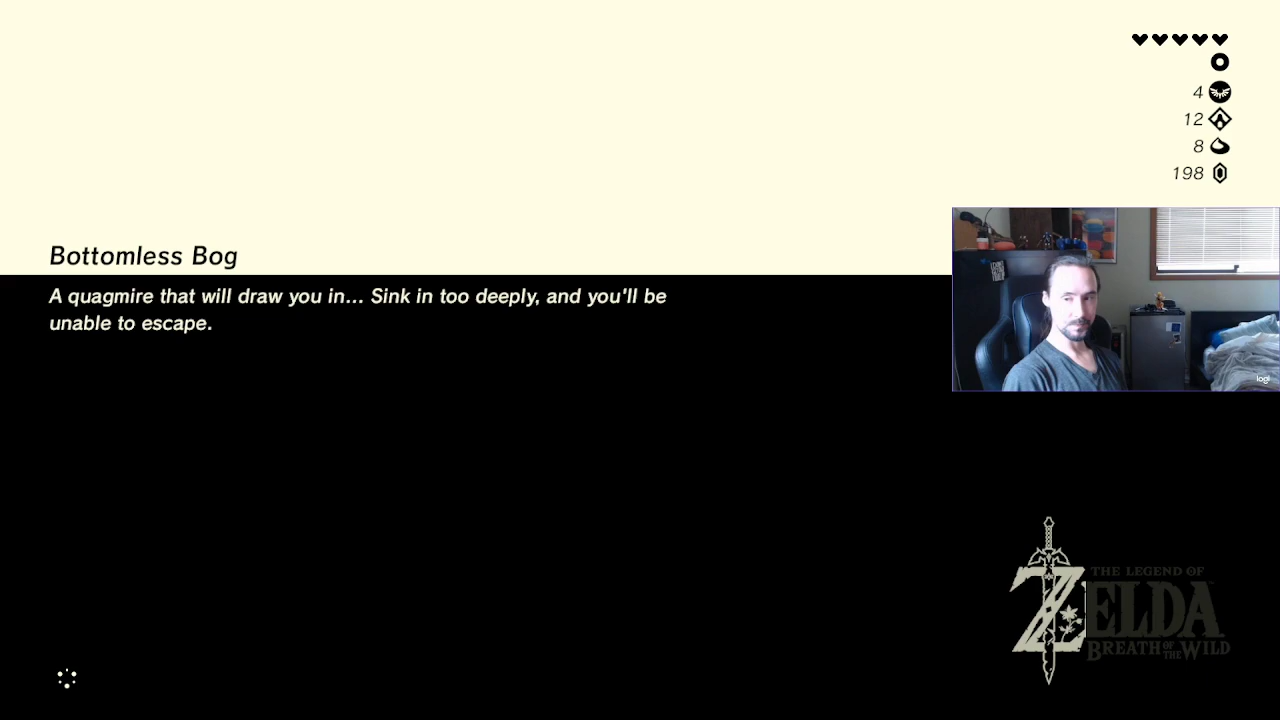 4
12
8
198
Bottomless Bog
A quagmire that will draw you in... Sink in too deeply, and you'll be
unable to escape.
logi
THE LEGEND OF
ZELDA
BREATH OF THE WILD